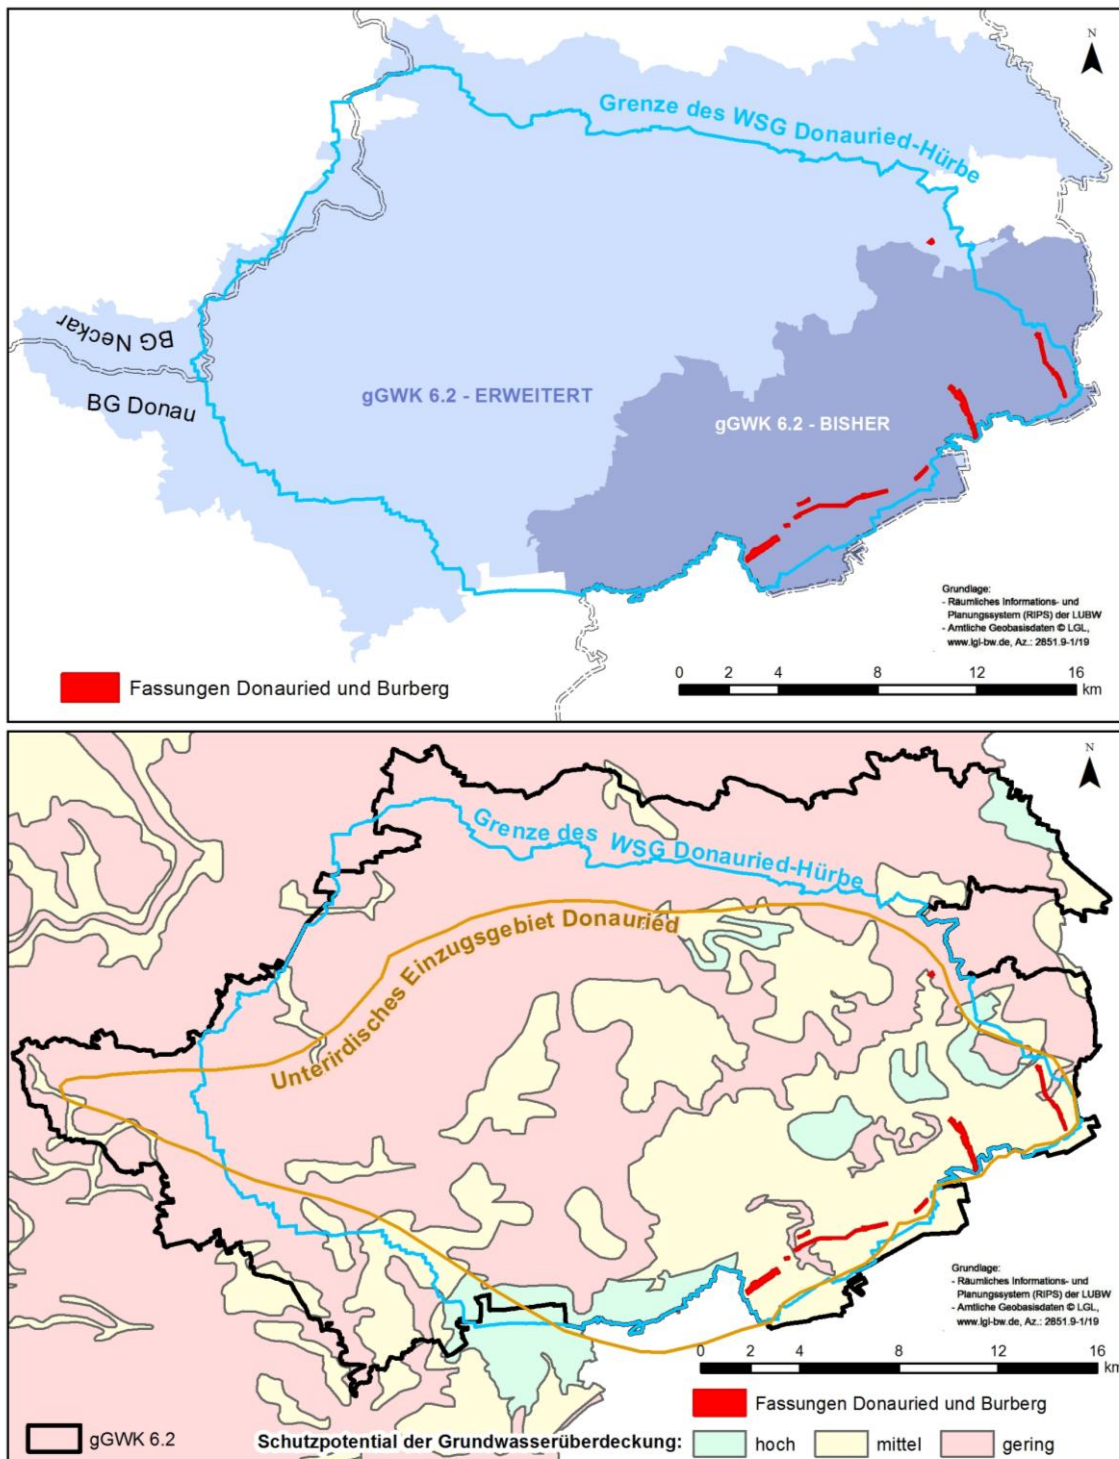 N
Grenze des WSG Donauried-Hürbe
BG Neckar
BG Donau
gGWK 6.2 - ERWEITERT
gGWK 6.2 - BISHER
Grundlage:
- Räumliches Informations- und
Planungssystem (RIPS) der LUBW
- Amtliche Geobasisdaten © LGL,
www.lgl-bw.de, Az.: 2851.9-1/19
Fassungen Donauried und Burberg
0 2 4 8 12 16
km
N
Grenze des WSG Donauried-Hürbe
Unterirdisches Einzugsgebiet Donauried
Grundlage:
- Räumliches Informations- und
Planungssystem (RIPS) der LUBW
- Amtliche Geobasisdaten © LGL,
www.lgl-bw.de, Az.: 2851.9-1/19
0 2 4 8 12 16
km
Fassungen Donauried und Burberg
gGWK 6.2
Schutzpotential der Grundwasserüberdeckung: hoch mittel gering